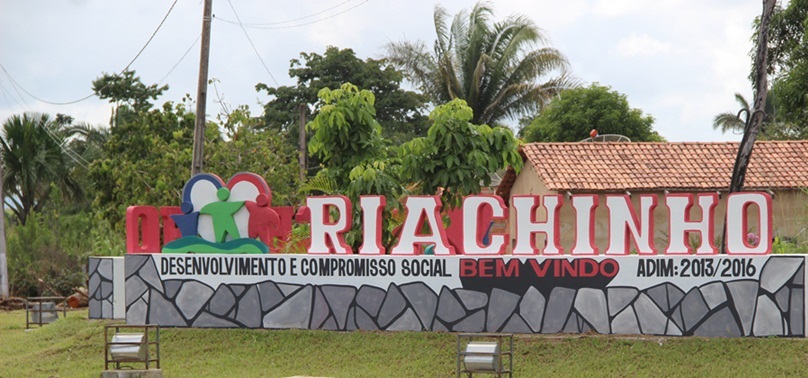 RIACHINHO
DESENVOLVIMENTO E COMPROMISSO SOCIAL BEM VINDO ADIM: 2013/2016